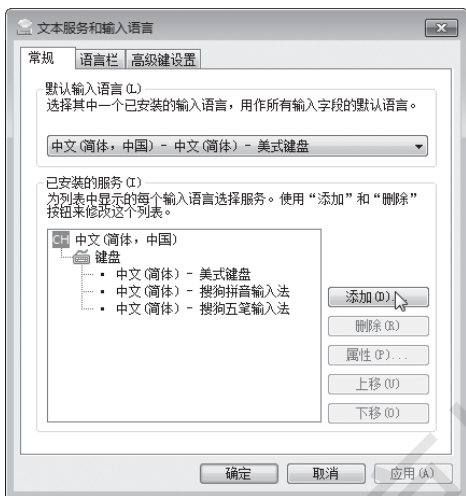 文本服务和输入语言
常规 语言栏 高级键设置
默认输入语言(L)
选择其中一个已安装的输入语言，用作所有输入字段的默认语言。
中文(简体，中国) - 中文(简体) - 美式键盘
已安装的服务(I)
为列表中显示的每个输入语言选择服务。使用“添加”和“删除”
按钮来修改这个列表。
CH 中文(简体，中国)
键盘
中文(简体) - 美式键盘
中文(简体) - 搜狗拼音输入法
中文(简体) - 搜狗五笔输入法
添加(D)...
删除(R)
属性(P)...
上移(U)
下移(O)
确定 取消 应用(A)